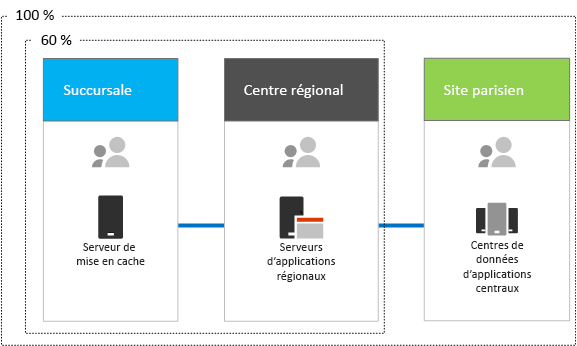 100 %
60 %
Succursale
Centre régional
Site parisien
Serveur de
mise en cache
Serveurs
d'applications
régionaux
Centres de
données
d'applications
centraux